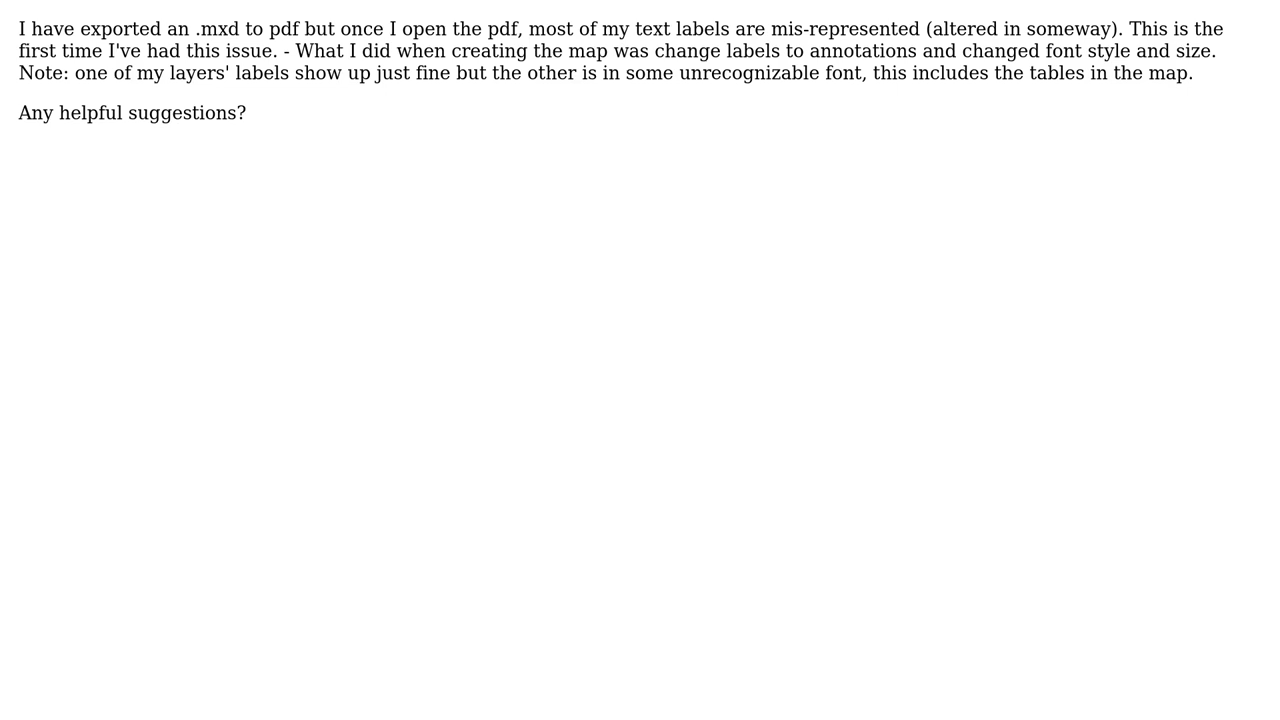 I have exported an .mxd to pdf but once I open the pdf, most of my text labels are mis-represented (altered in someway). This is the
first time I've had this issue. - What I did when creating the map was change labels to annotations and changed font style and size.
Note: one of my layers' labels show up just fine but the other is in some unrecognizable font, this includes the tables in the map.
Any helpful suggestions?